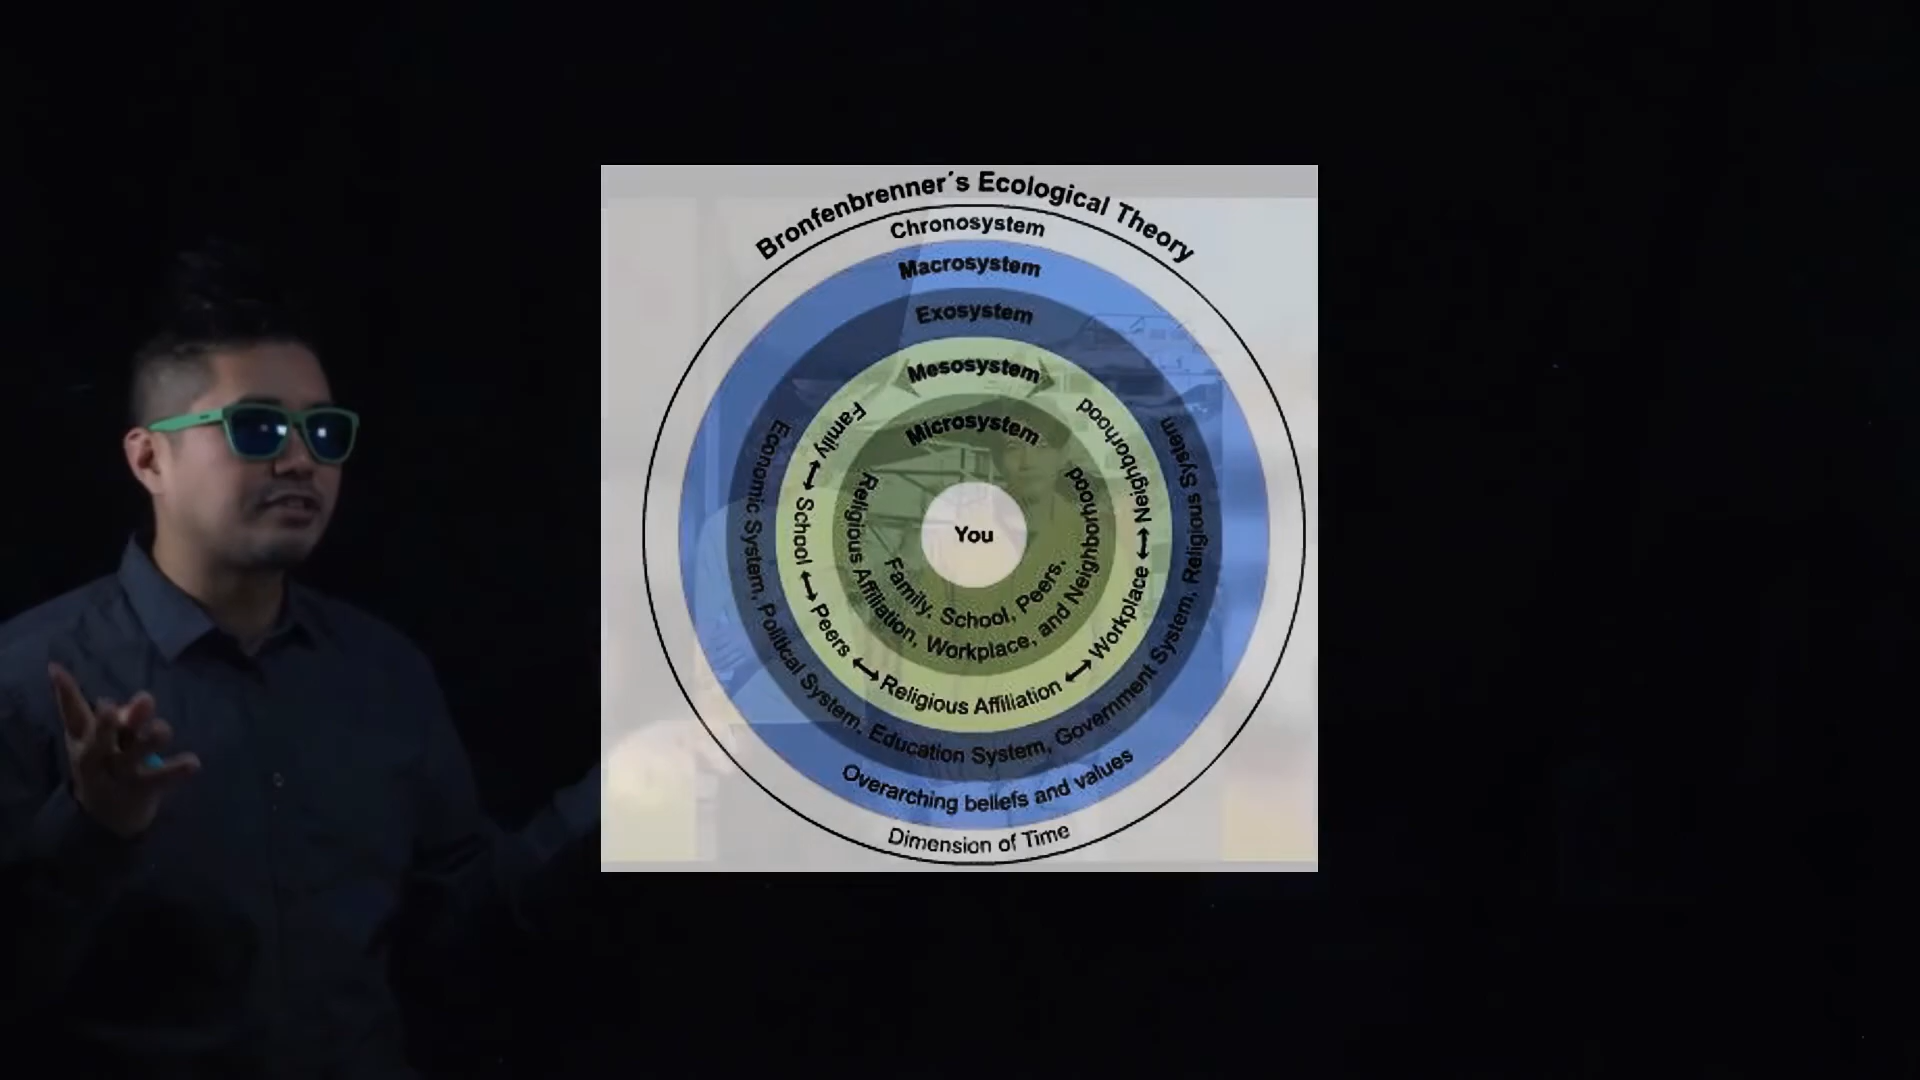 Bronfenbrenner´s Ecological Theory
Chronosystem
Macrosystem
Exosystem
Mesosystem
Microsystem
You
Family, School, Peers,
Religious Affiliation, Workplace, and Neighborhood
Family ↔ School ↔ Peers ↔ Religious Affiliation ↔ Workplace ↔ Neighborhood
Economic System, Political System, Education System, Government System, Religious System
Overarching beliefs and values
Dimension of Time